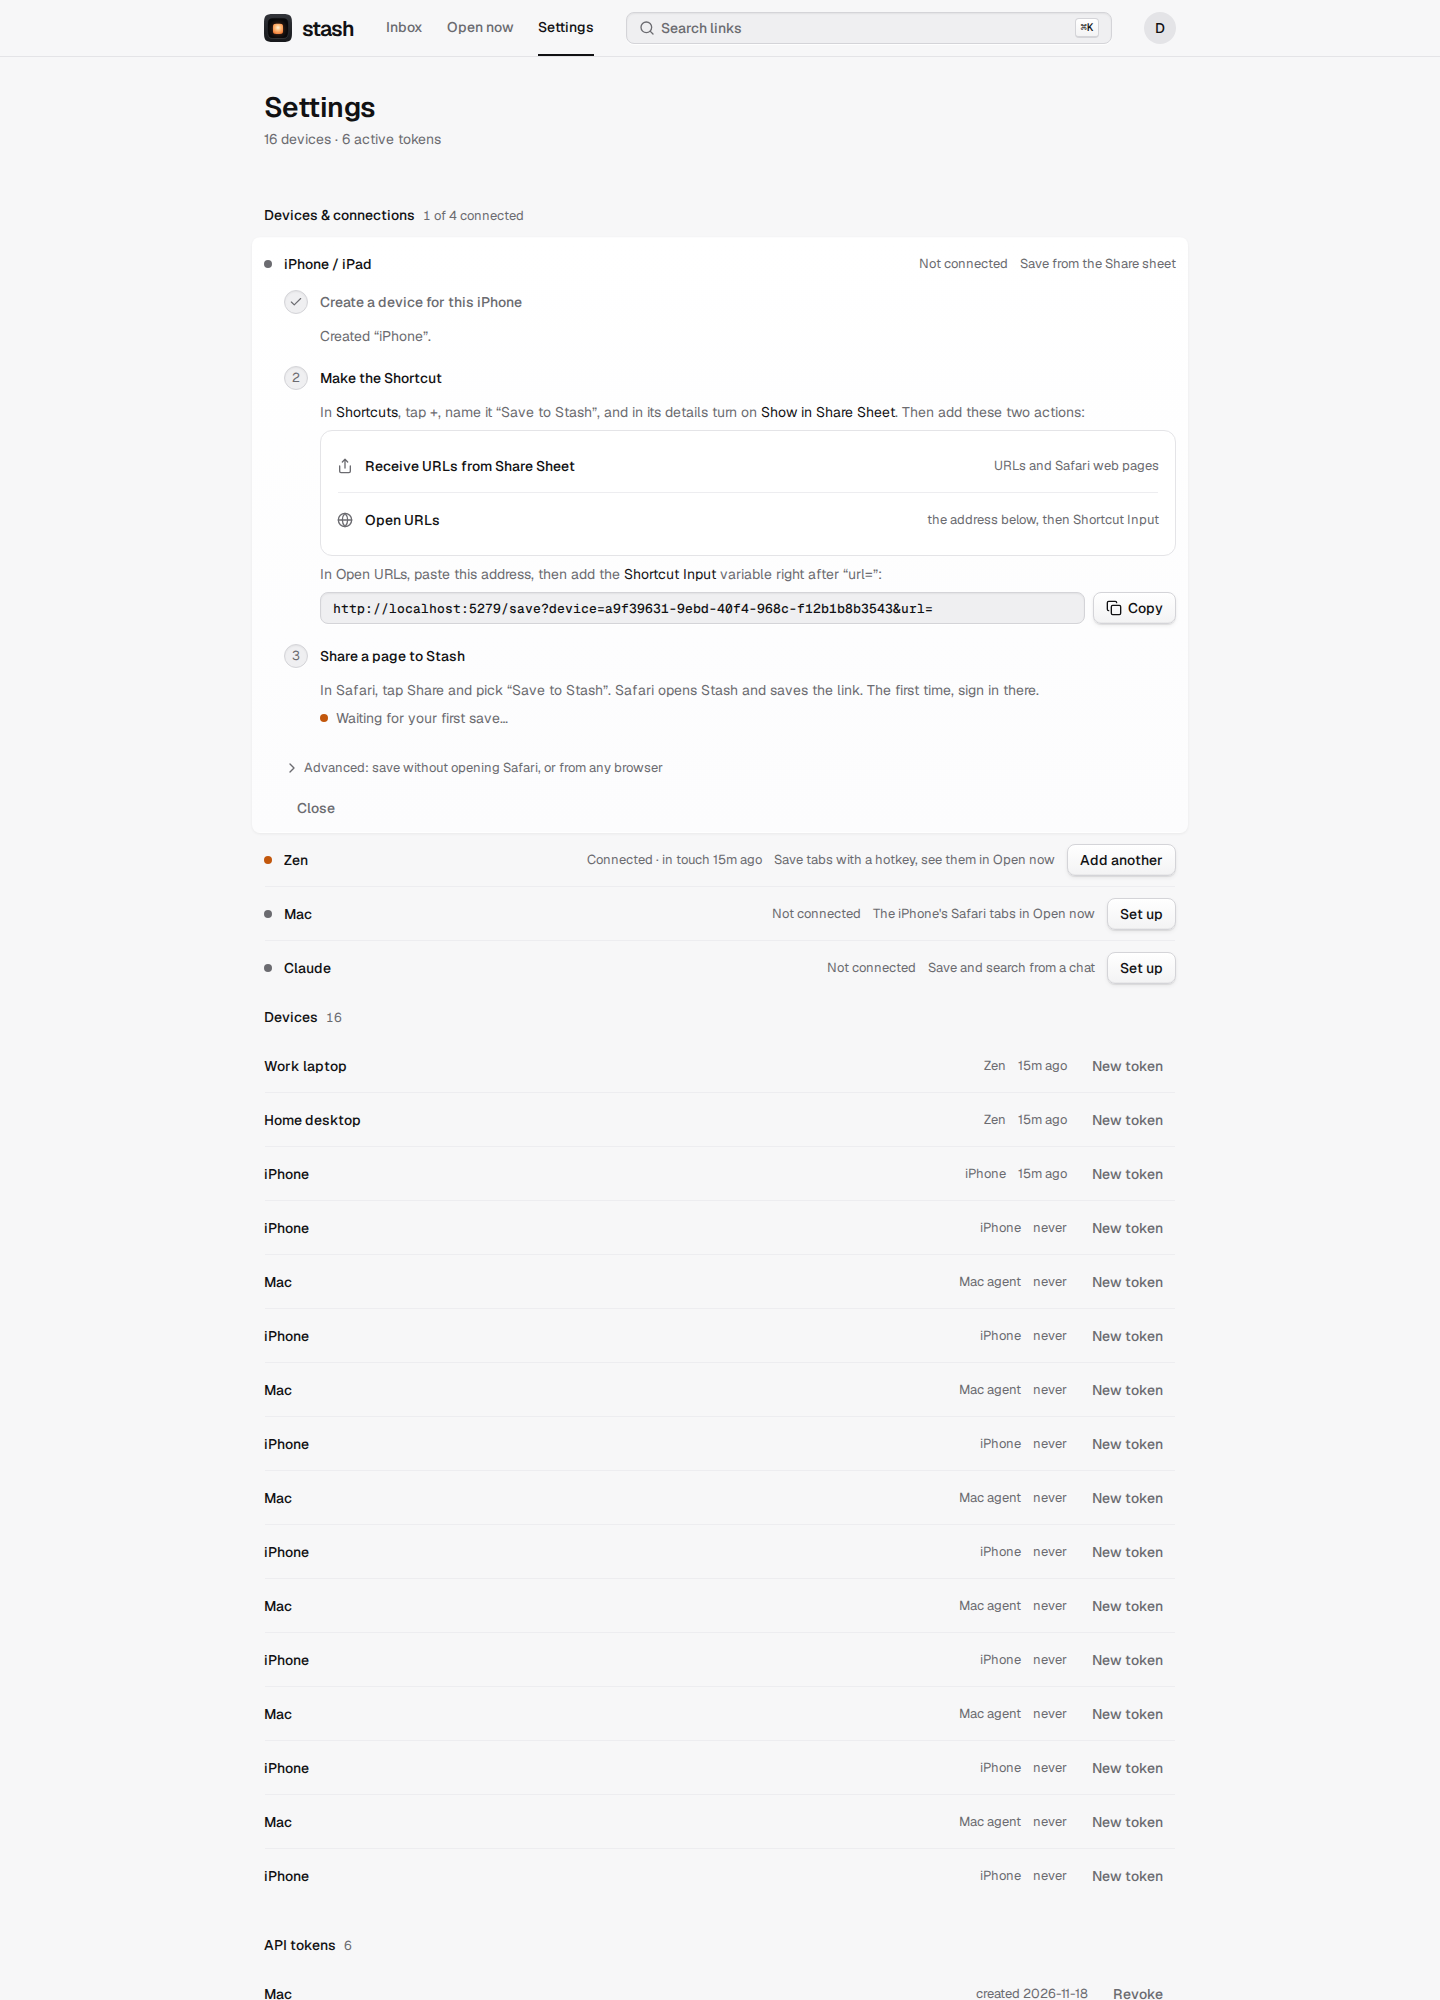 stash Inbox Open now Settings Search links ⌘K D
Settings
16 devices · 6 active tokens
Devices & connections 1 of 4 connected
iPhone / iPad Not connected Save from the Share sheet
Create a device for this iPhone
Created “iPhone”.
2 Make the Shortcut
In Shortcuts, tap +, name it “Save to Stash”, and in its details turn on Show in Share Sheet. Then add these two actions:
Receive URLs from Share Sheet URLs and Safari web pages
Open URLs the address below, then Shortcut Input
In Open URLs, paste this address, then add the Shortcut Input variable right after “url=”:
http://localhost:5279/save?device=a9f39631-9ebd-40f4-968c-f12b1b8b3543&url= Copy
3 Share a page to Stash
In Safari, tap Share and pick “Save to Stash”. Safari opens Stash and saves the link. The first time, sign in there.
Waiting for your first save…
Advanced: save without opening Safari, or from any browser
Close
Zen Connected · in touch 15m ago Save tabs with a hotkey, see them in Open now Add another
Mac Not connected The iPhone's Safari tabs in Open now Set up
Claude Not connected Save and search from a chat Set up
Devices 16
Work laptop Zen 15m ago New token
Home desktop Zen 15m ago New token
iPhone iPhone 15m ago New token
iPhone iPhone never New token
Mac Mac agent never New token
iPhone iPhone never New token
Mac Mac agent never New token
iPhone iPhone never New token
Mac Mac agent never New token
iPhone iPhone never New token
Mac Mac agent never New token
iPhone iPhone never New token
Mac Mac agent never New token
iPhone iPhone never New token
Mac Mac agent never New token
iPhone iPhone never New token
API tokens 6
Mac created 2026-11-18 Revoke